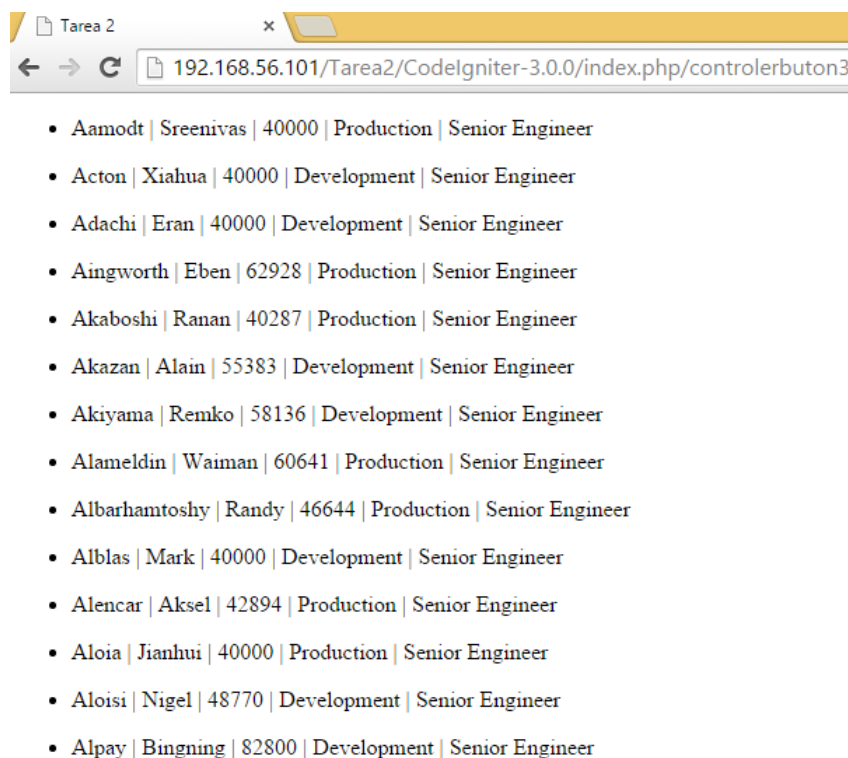 Tarea 2
192.168.56.101/Tarea2/CodeIgniter-3.0.0/index.php/controlerbuton3
Aamodt | Sreenivas | 40000 | Production | Senior Engineer
Acton | Xiahua | 40000 | Development | Senior Engineer
Adachi | Eran | 40000 | Development | Senior Engineer
Aingworth | Eben | 62928 | Production | Senior Engineer
Akaboshi | Ranan | 40287 | Production | Senior Engineer
Akazan | Alain | 55383 | Development | Senior Engineer
Akiyama | Remko | 58136 | Development | Senior Engineer
Alameldin | Waiman | 60641 | Production | Senior Engineer
Albarhamtoshy | Randy | 46644 | Production | Senior Engineer
Alblas | Mark | 40000 | Development | Senior Engineer
Alencar | Aksel | 42894 | Production | Senior Engineer
Aloia | Jianhui | 40000 | Production | Senior Engineer
Aloisi | Nigel | 48770 | Development | Senior Engineer
Alpay | Bingning | 82800 | Development | Senior Engineer